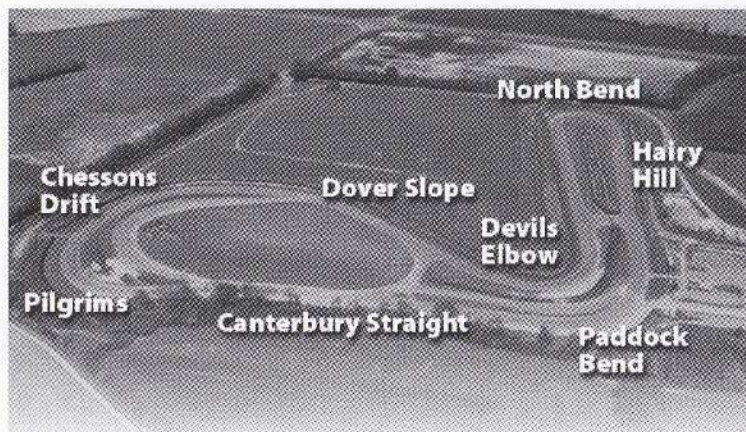 North Bend
Hairy
Hill
Chessons
Drift
Dover Slope
Devils
Elbow
Pilgrims
Canterbury Straight
Paddock
Bend